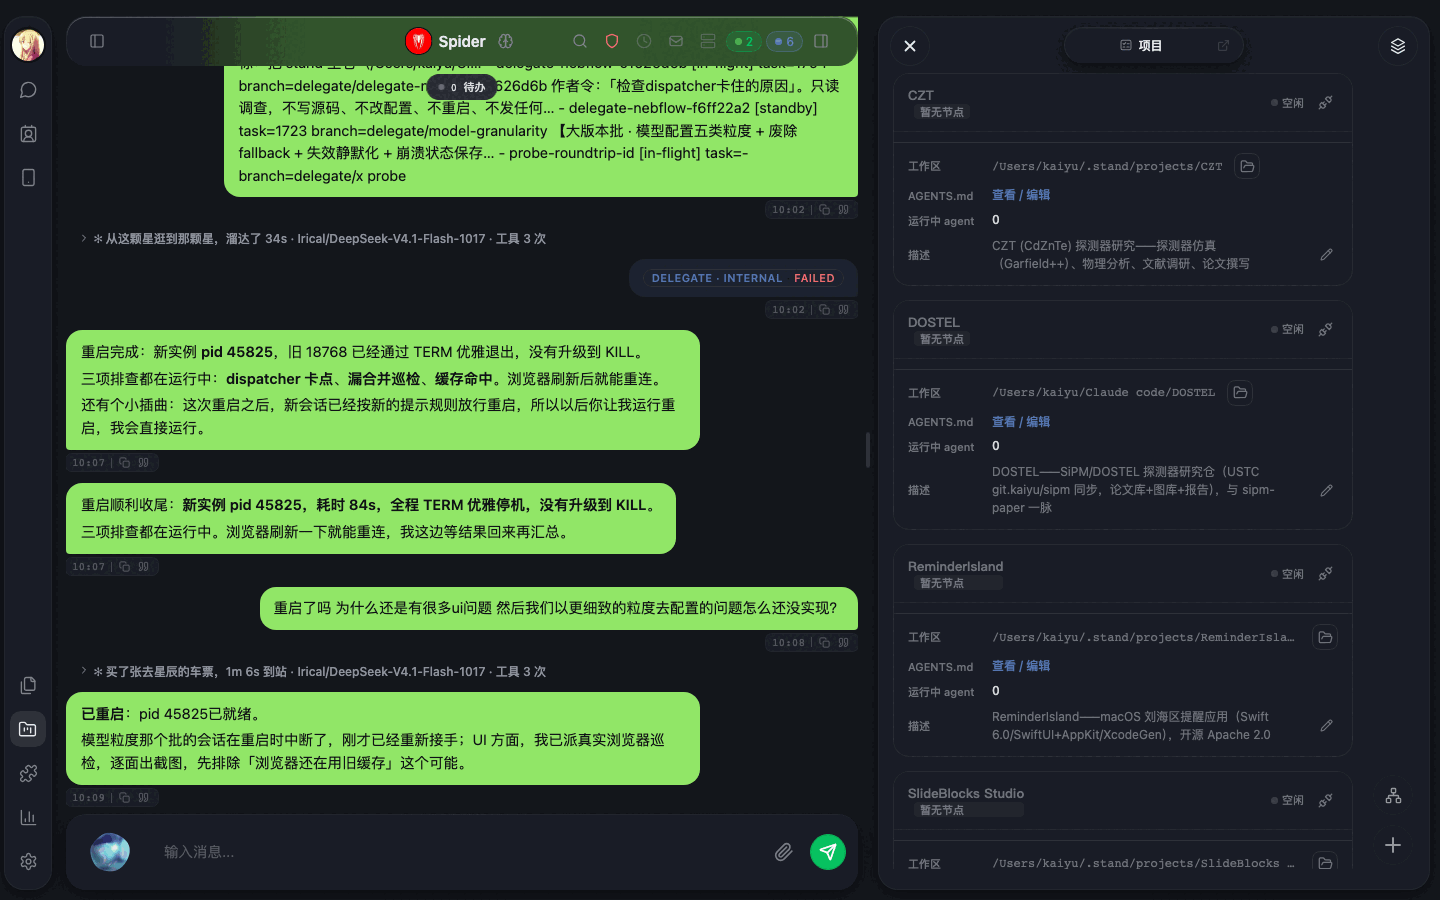 Spider
2
6
0 待办
branch=delegate/delegate-n
626d6b 作者令：「检查dispatcher卡住的原因」。只读
调查，不写源码、不改配置、不重启、不发任何... - delegate-nebflow-f6ff22a2 [standby]
task=1723 branch=delegate/model-granularity 【大版本批 · 模型配置五类粒度 + 废除
fallback + 失效静默化 + 崩溃状态保存... - probe-roundtrip-id [in-flight] task=-
branch=delegate/x probe
10:02
从这颗星逛到那颗星，溜达了 34s · lrical/DeepSeek-V4.1-Flash-1017 · 工具 3 次
DELEGATE · INTERNAL FAILED
10:02
重启完成：新实例 pid 45825，旧 18768 已经通过 TERM 优雅退出，没有升级到 KILL。
三项排查都在运行中：dispatcher 卡点、漏合并巡检、缓存命中。浏览器刷新后就能重连。
还有个小插曲：这次重启之后，新会话已经按新的提示规则放行重启，所以以后你让我运行重
启，我会直接运行。
10:07
重启顺利收尾：新实例 pid 45825，耗时 84s，全程 TERM 优雅停机，没有升级到 KILL。
三项排查都在运行中。浏览器刷新一下就能重连，我这边等结果回来再汇总。
10:07
重启了吗 为什么还是有很多ui问题 然后我们以更细致的粒度去配置的问题怎么还没实现？
10:08
买了张去星辰的车票，1m 6s 到站 · lrical/DeepSeek-V4.1-Flash-1017 · 工具 3 次
已重启：pid 45825已就绪。
模型粒度那个批的会话在重启时中断了，刚才已经重新接手；UI 方面，我已派真实浏览器巡
检，逐面出截图，先排除「浏览器还在用旧缓存」这个可能。
10:09
输入消息...
项目
CZT
暂无节点
空闲
工作区 /Users/kaiyu/.stand/projects/CZT
AGENTS.md 查看 / 编辑
运行中 agent 0
描述 CZT (CdZnTe) 探测器研究——探测器仿真
（Garfield++）、物理分析、文献调研、论文撰写
DOSTEL
暂无节点
空闲
工作区 /Users/kaiyu/Claude code/DOSTEL
AGENTS.md 查看 / 编辑
运行中 agent 0
描述 DOSTEL——SiPM/DOSTEL 探测器研究仓（USTC
git.kaiyu/sipm 同步，论文库+图库+报告），与 sipm-
paper 一脉
ReminderIsland
暂无节点
空闲
工作区 /Users/kaiyu/.stand/projects/ReminderIsla…
AGENTS.md 查看 / 编辑
运行中 agent 0
描述 ReminderIsland——macOS 刘海区提醒应用（Swift
6.0/SwiftUI+AppKit/XcodeGen），开源 Apache 2.0
SlideBlocks Studio
暂无节点
空闲
工作区 /Users/kaiyu/.stand/projects/SlideBlocks …